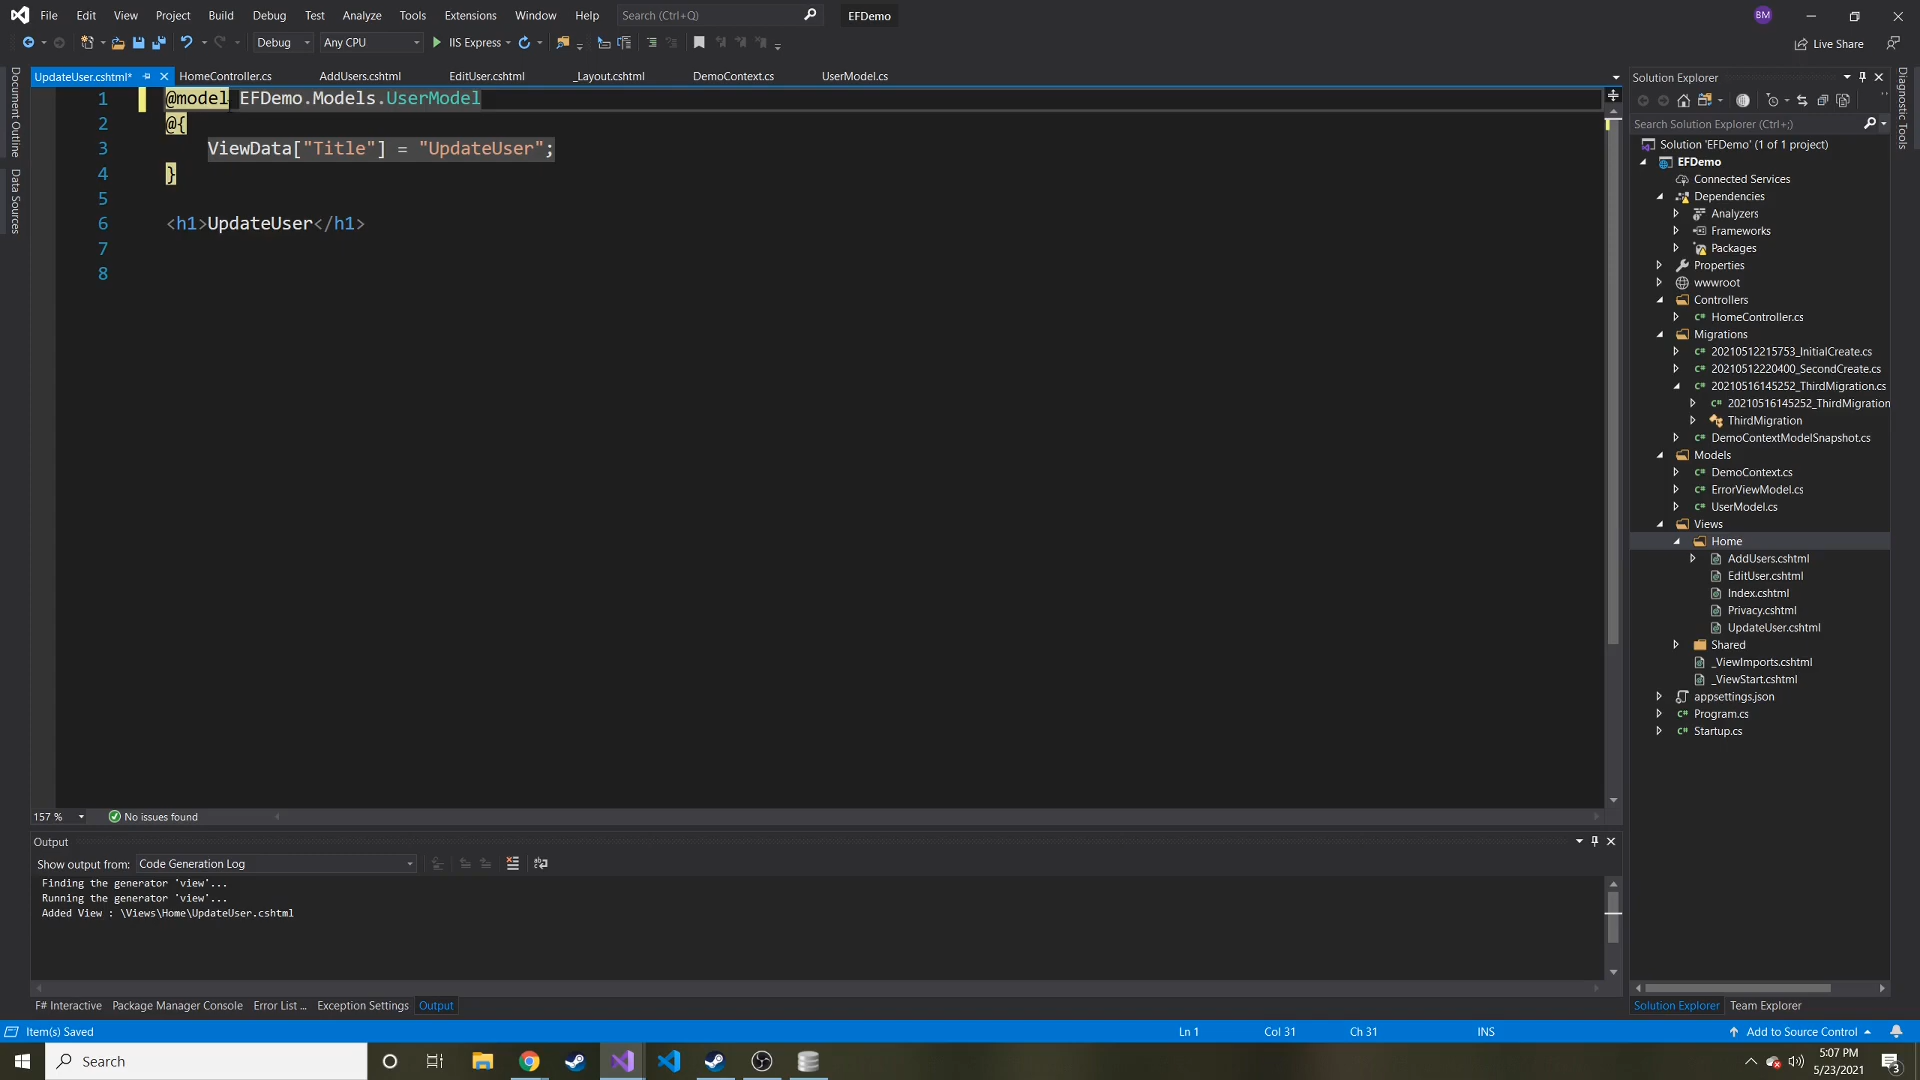 File Edit View Project Build Debug Test Analyze Tools Extensions Window Help Search (Ctrl+Q) EFDemo BM
Debug Any CPU IIS Express Live Share
UpdateUser.cshtml* HomeController.cs AddUsers.cshtml EditUser.cshtml _Layout.cshtml DemoContext.cs UserModel.cs
Document Outline
Data Sources
1 @model EFDemo.Models.UserModel
2 @{
3 ViewData["Title"] = "UpdateUser";
4 }
5
6 <h1>UpdateUser</h1>
7
8
157 % No issues found
Output
Show output from: Code Generation Log
Finding the generator 'view'...
Running the generator 'view'...
Added View : \Views\Home\UpdateUser.cshtml
F# Interactive Package Manager Console Error List ... Exception Settings Output
Solution Explorer
Search Solution Explorer (Ctrl+;)
Solution 'EFDemo' (1 of 1 project)
EFDemo
Connected Services
Dependencies
Analyzers
Frameworks
Packages
Properties
wwwroot
Controllers
C# HomeController.cs
Migrations
C# 20210512215753_InitialCreate.cs
C# 20210512220400_SecondCreate.cs
C# 20210516145252_ThirdMigration.cs
C# 20210516145252_ThirdMigration
ThirdMigration
C# DemoContextModelSnapshot.cs
Models
C# DemoContext.cs
C# ErrorViewModel.cs
C# UserModel.cs
Views
Home
AddUsers.cshtml
EditUser.cshtml
Index.cshtml
Privacy.cshtml
UpdateUser.cshtml
Shared
_ViewImports.cshtml
_ViewStart.cshtml
appsettings.json
C# Program.cs
C# Startup.cs
Solution Explorer Team Explorer
Diagnostic Tools
Item(s) Saved Ln 1 Col 31 Ch 31 INS Add to Source Control
Search
5:07 PM
5/23/2021
3